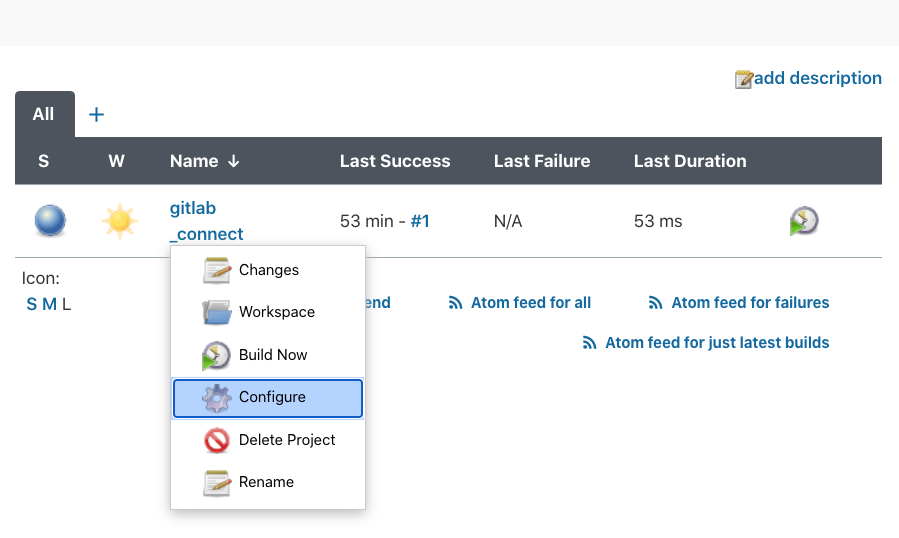 add description
All +
S W Name ↓ Last Success Last Failure Last Duration
gitlab
_connect
53 min - #1 N/A 53 ms
Icon:
S M L
end Atom feed for all Atom feed for failures
Atom feed for just latest builds
Changes
Workspace
Build Now
Configure
Delete Project
Rename